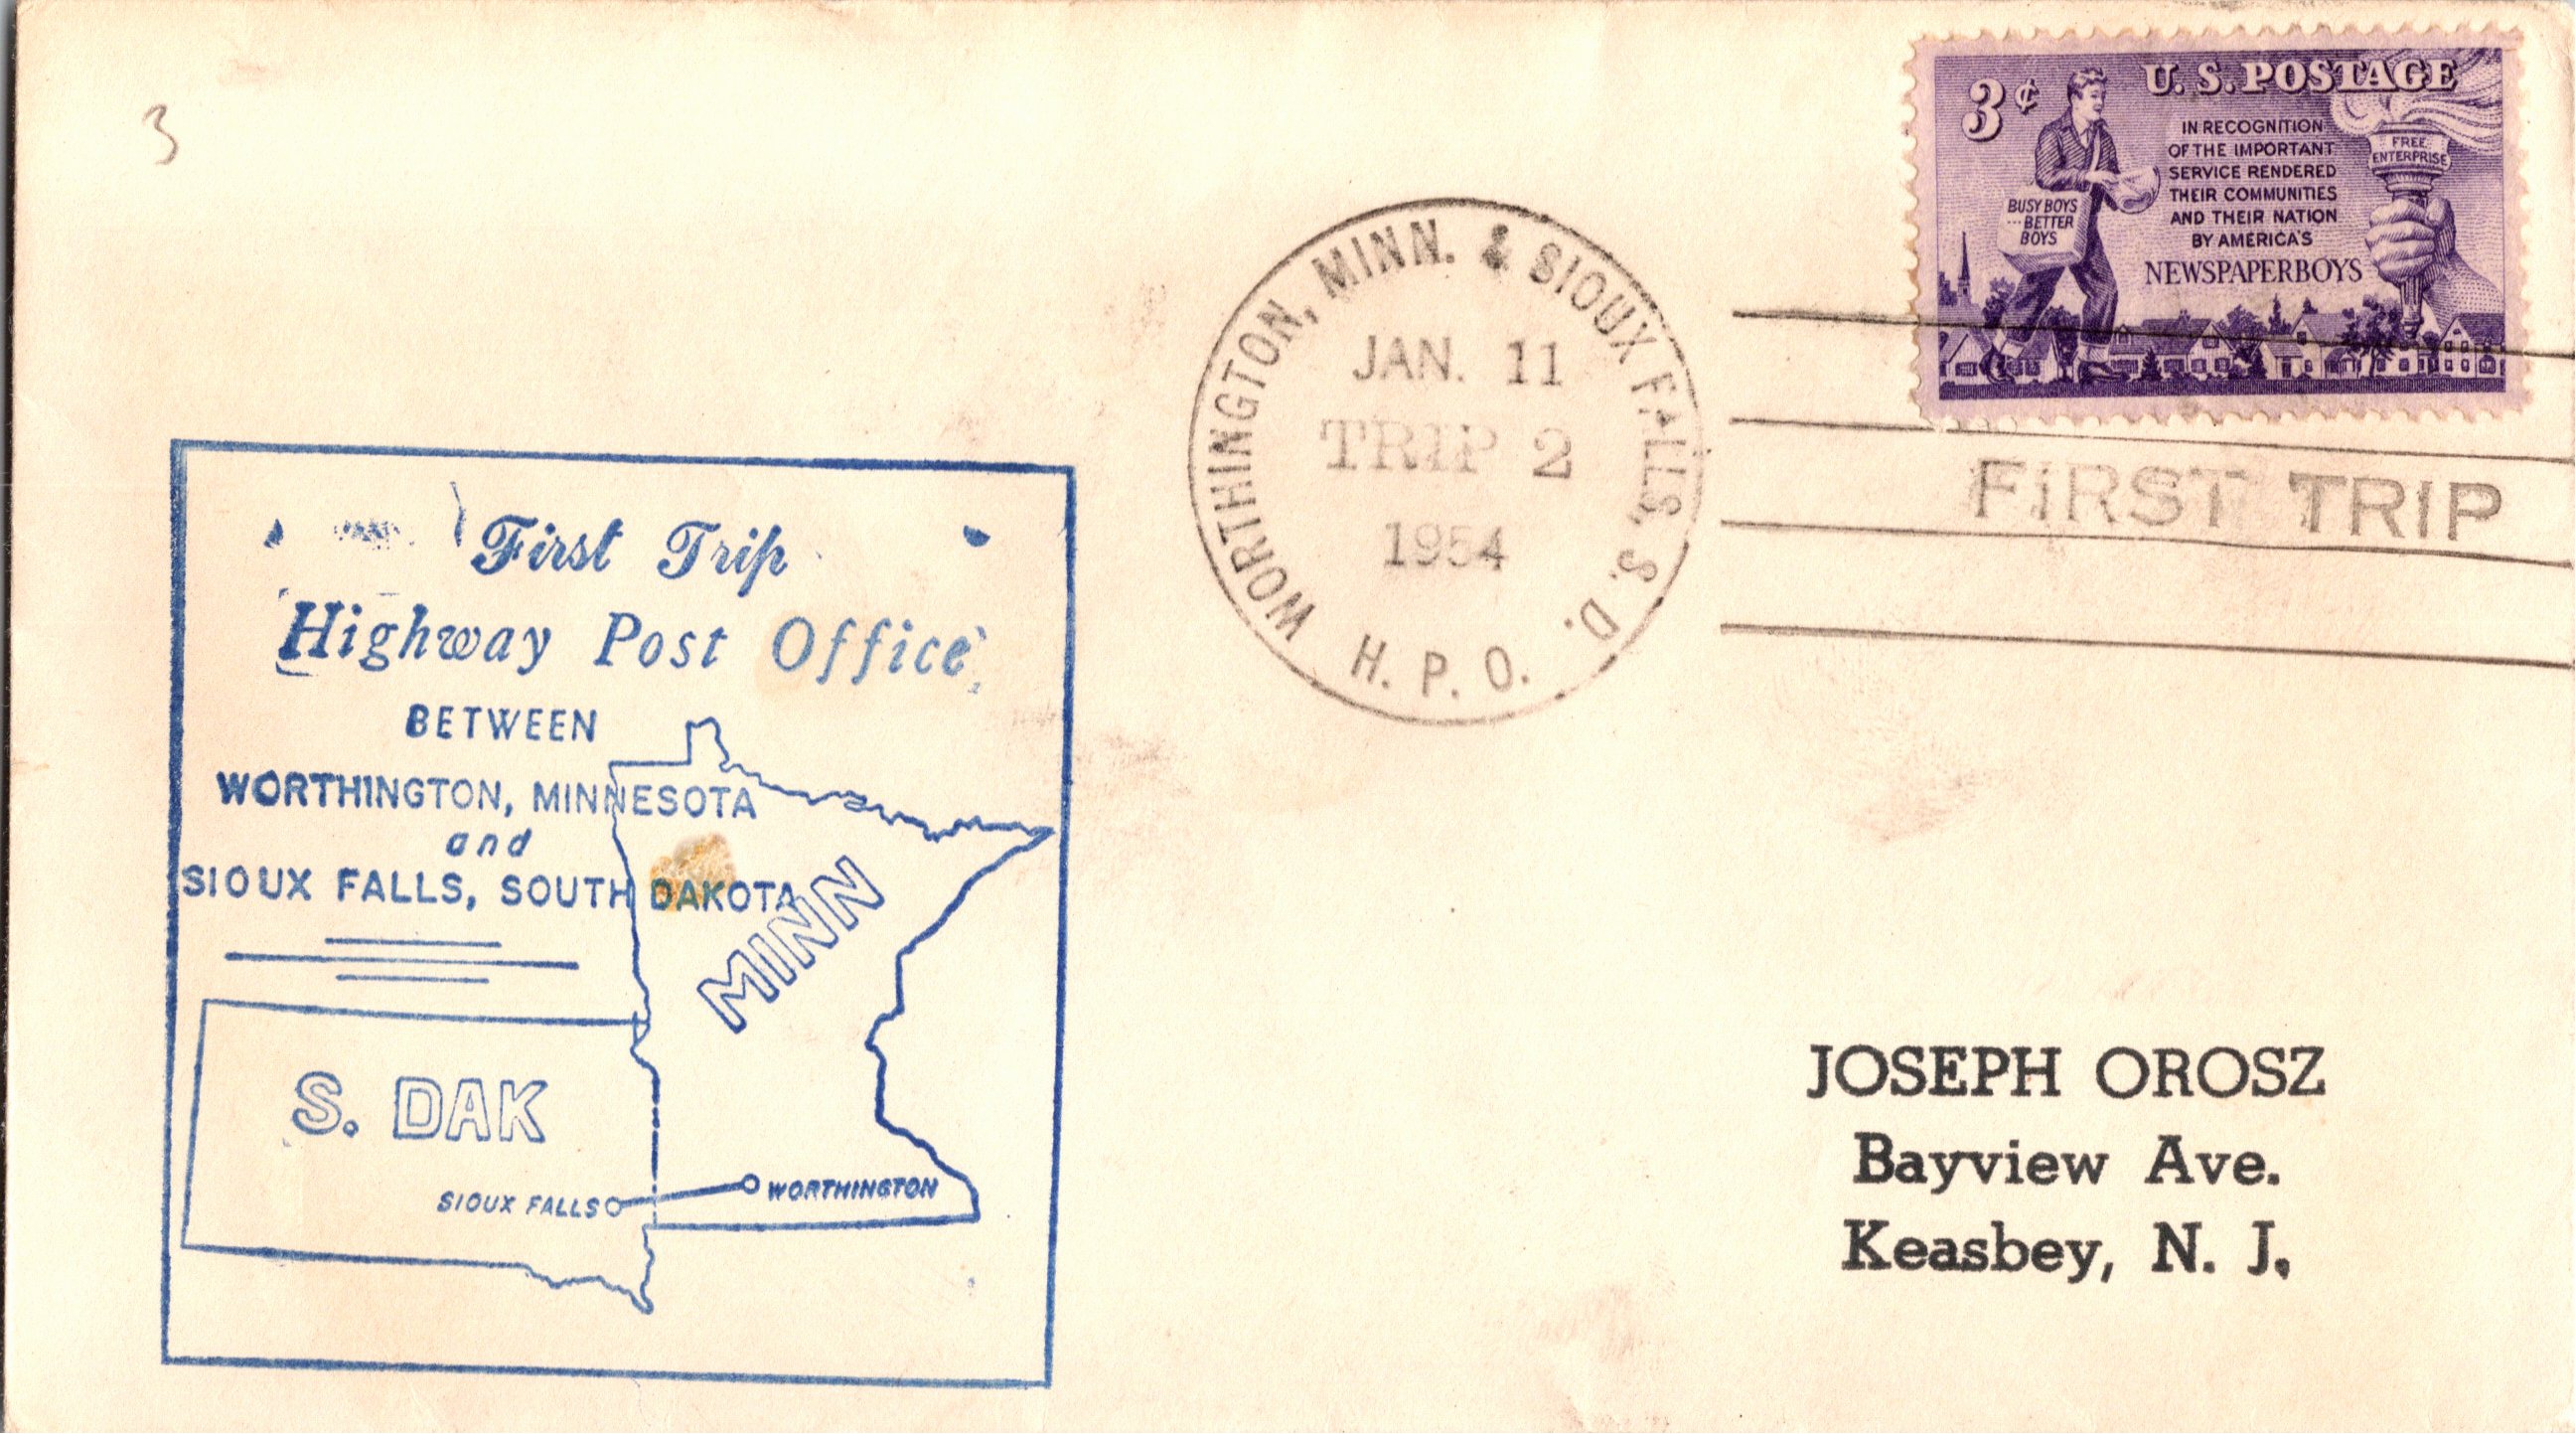 3
3¢
U. S. POSTAGE
IN RECOGNITION
OF THE IMPORTANT
SERVICE RENDERED
THEIR COMMUNITIES
AND THEIR NATION
BY AMERICA'S
NEWSPAPERBOYS
FREE
ENTERPRISE
BUSY BOYS
...BETTER
BOYS
WORTHINGTON, MINN. & SIOUX FALLS, S. D.
JAN. 11
TRIP 2
1954
H. P. O.
FIRST TRIP
First Trip
Highway Post Office
BETWEEN
WORTHINGTON, MINNESOTA
and
SIOUX FALLS, SOUTH DAKOTA
MINN
S. DAK
SIOUX FALLS
WORTHINGTON
JOSEPH OROSZ
Bayview Ave.
Keasbey, N. J.